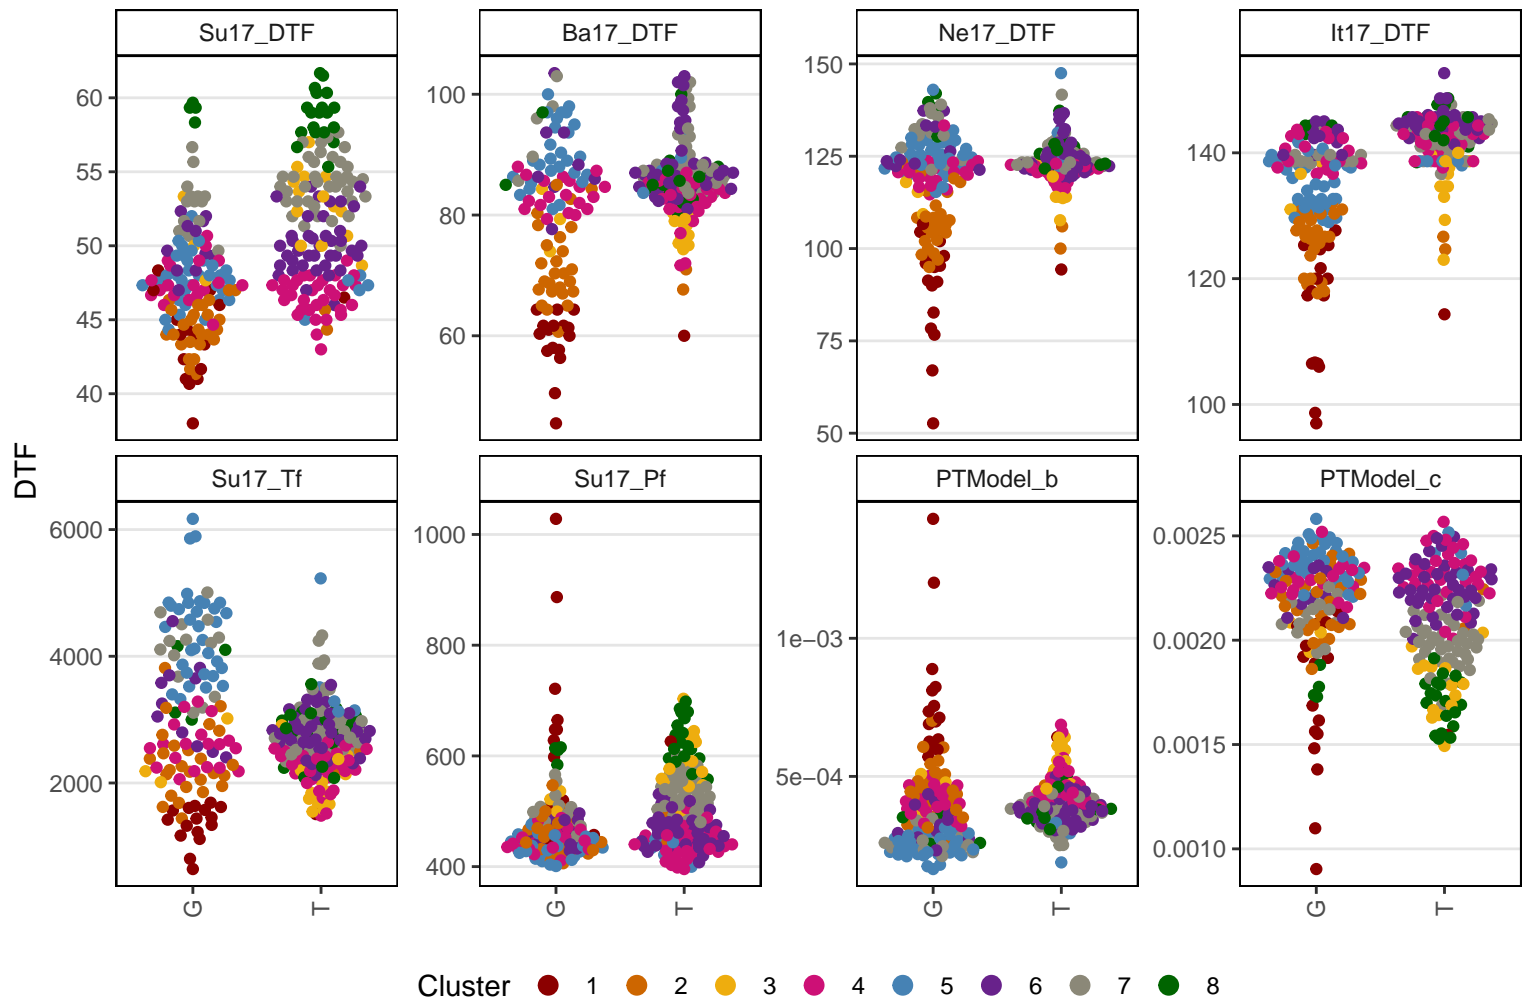 Su17_DTF
Ba17_DTF
Ne17_DTF
It17_DTF
60
55
50
45
40
100
80
60
150
125
100
75
50
140
120
100
DTF
Su17_Tf
Su17_Pf
PTModel_b
PTModel_c
6000
4000
2000
1000
800
600
400
1e−03
5e−04
0.0025
0.0020
0.0015
0.0010
G
T
G
T
G
T
G
T
Cluster 1 2 3 4 5 6 7 8